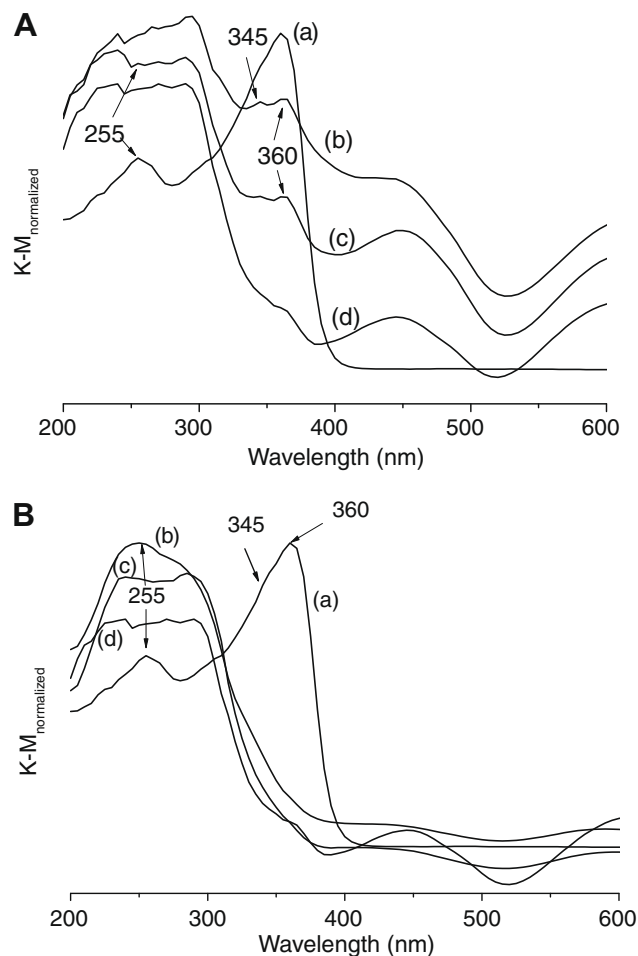 A
345
(a)
255
360
(b)
(c)
(d)
K-Mnormalized
200 300 400 500 600
Wavelength (nm)
B
(b)
345
360
(c)
255
(a)
(d)
K-Mnormalized
200 300 400 500 600
Wavelength (nm)